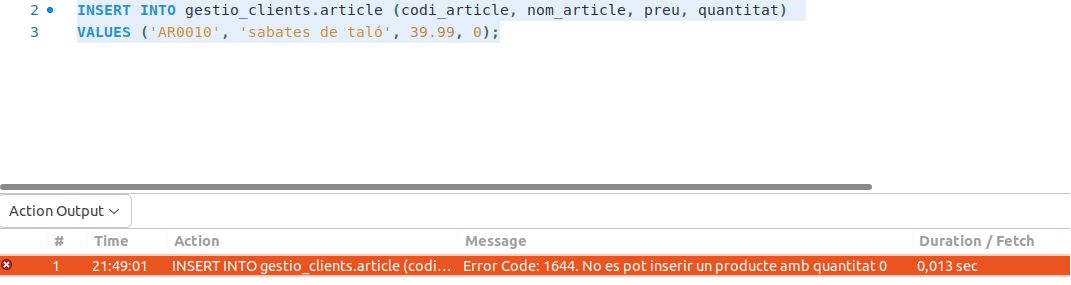 2 INSERT INTO gestio_clients.article (codi_article, nom_article, preu, quantitat)
3 VALUES ('AR0010', 'sabates de taló', 39.99, 0);
Action Output
# Time Action Message Duration / Fetch
1 21:49:01 INSERT INTO gestio_clients.article (codi... Error Code: 1644. No es pot inserir un producte amb quantitat 0 0,013 sec